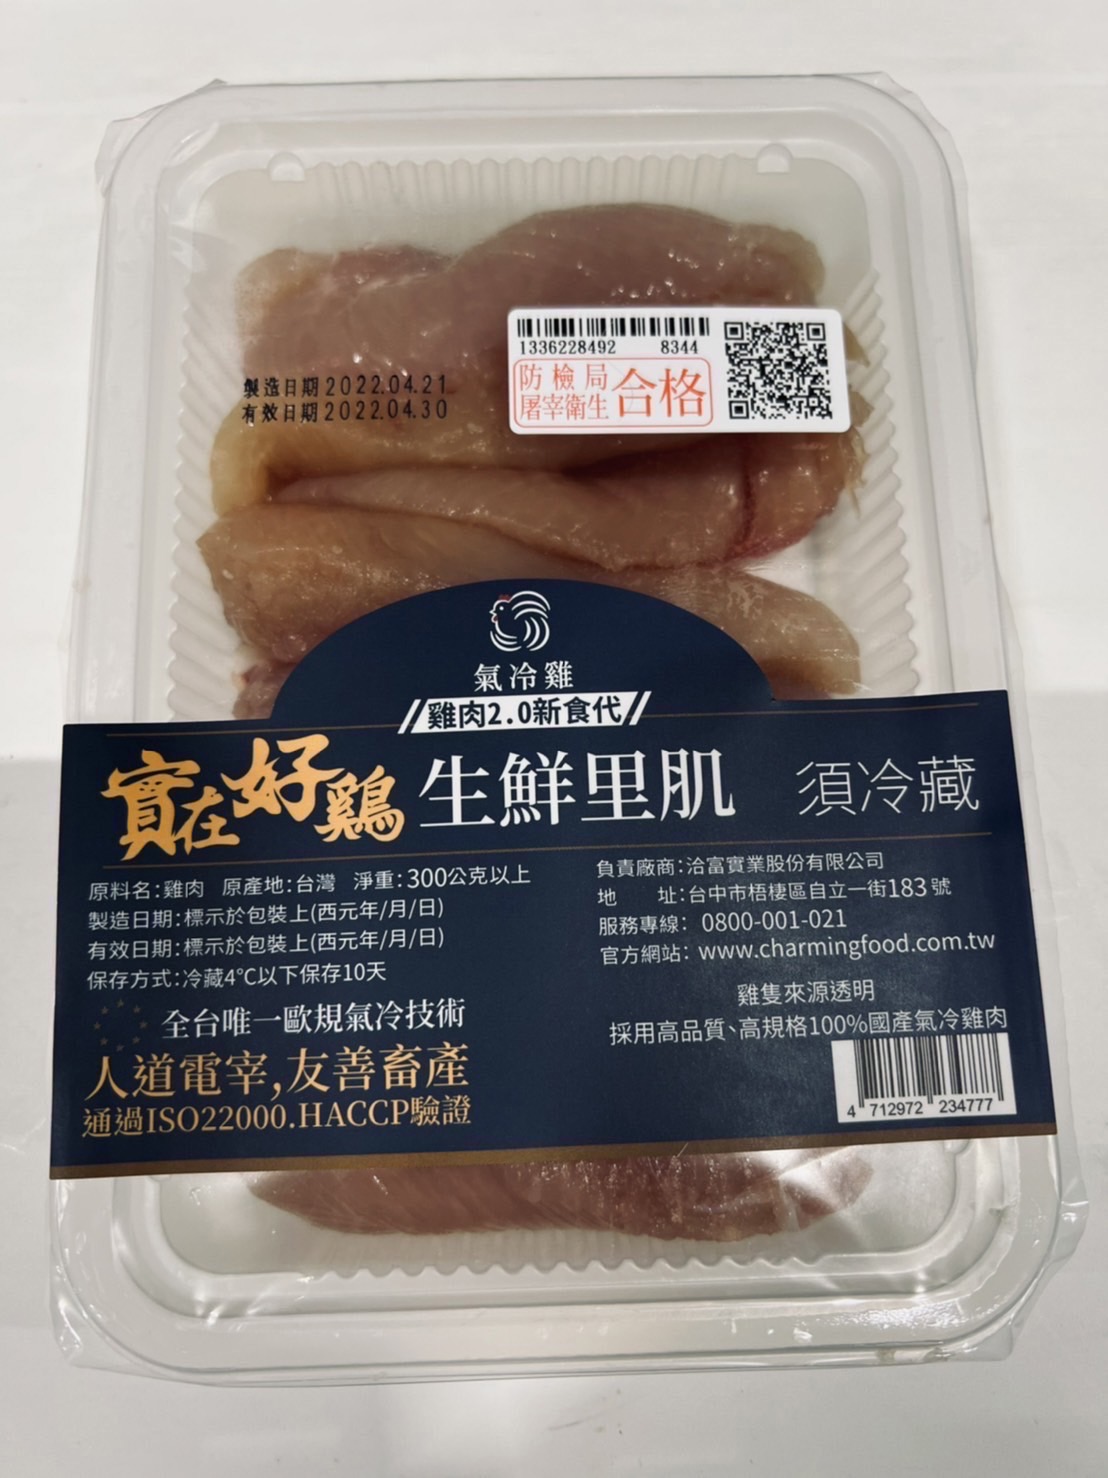 1336228492 8344
防檢局
屠宰衛生
合格
製造日期2022.04.21
有效日期2022.04.30
氣冷雞
雞肉2.0新食代
實在好鷄 生鮮里肌 須冷藏
原料名:雞肉 原產地:台灣 淨重:300公克以上
製造日期:標示於包裝上(西元年/月/日)
有效日期:標示於包裝上(西元年/月/日)
保存方式:冷藏4℃以下保存10天
全台唯一歐規氣冷技術
人道電宰,友善畜產
通過ISO22000.HACCP驗證
負責廠商:洽富實業股份有限公司
地 址:台中市梧棲區自立一街183號
服務專線: 0800-001-021
官方網站: www.charmingfood.com.tw
雞隻來源透明
採用高品質、高規格100%國產氣冷雞肉
4 712972 234777